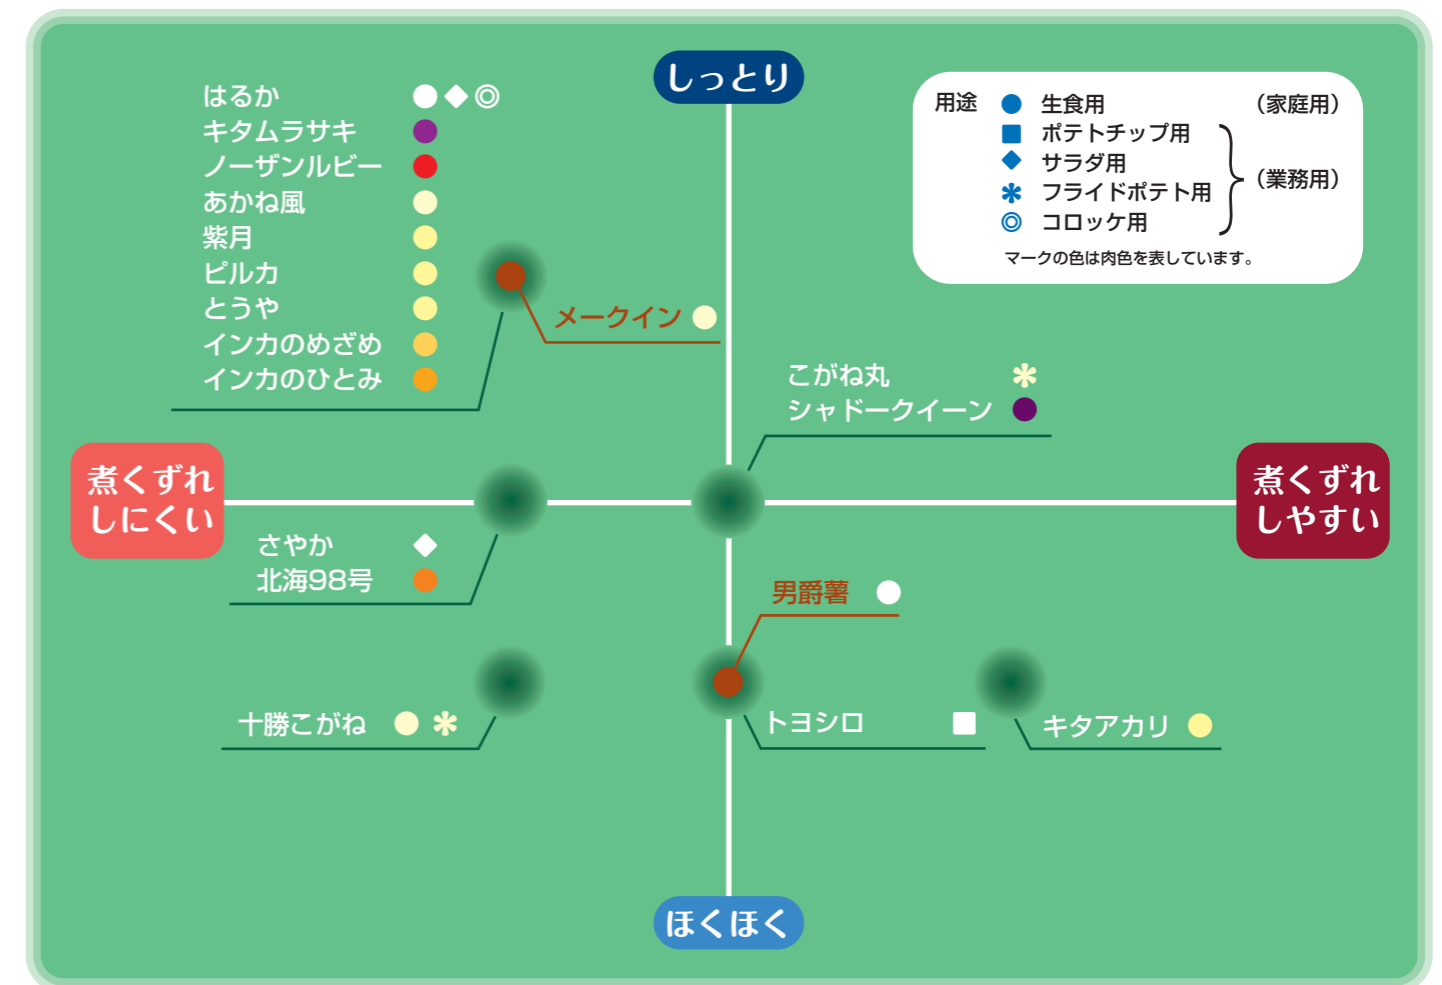 しっとり
はるか
キタムラサキ
ノーザンルビー
あかね風
紫月
ピルカ
とうや
インカのめざめ
インカのひとみ
メークイン
用途 生食用 （家庭用）
ポテトチップ用
サラダ用
フライドポテト用
コロッケ用
（業務用）
マークの色は肉色を表しています。
こがね丸
シャドークイーン
煮くずれ
しにくい
煮くずれ
しやすい
さやか
北海98号
男爵薯
十勝こがね
トヨシロ
キタアカリ
ほくほく